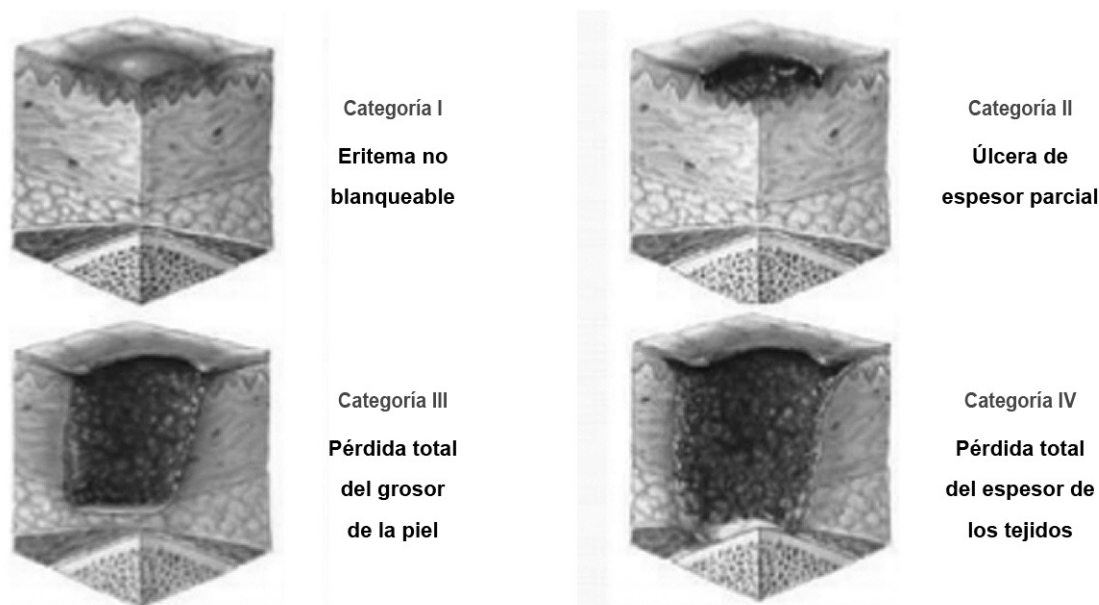 Categoría I
Eritema no
blanqueable
Categoría II
Úlcera de
espesor parcial
Categoría III
Pérdida total
del grosor
de la piel
Categoría IV
Pérdida total
del espesor de
los tejidos